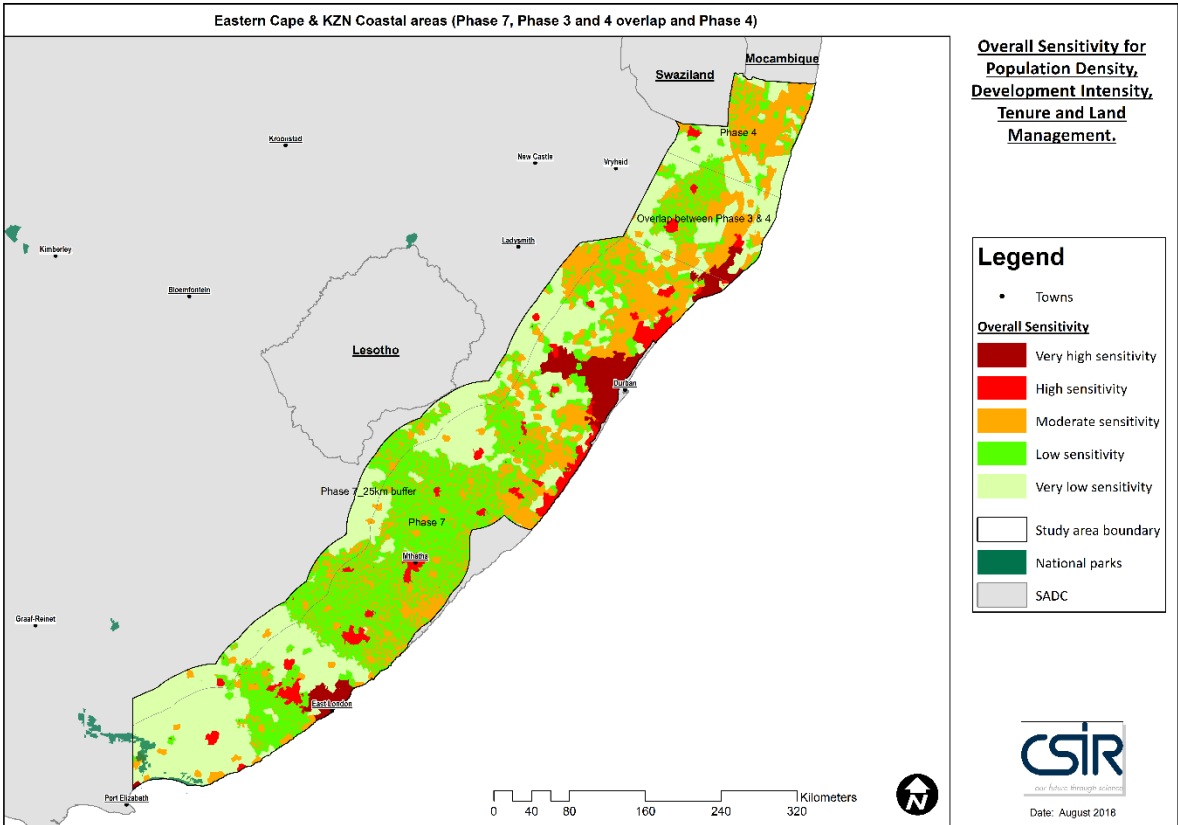 Eastern Cape & KZN Coastal areas (Phase 7, Phase 3 and 4 overlap and Phase 4)
Overall Sensitivity for
Population Density,
Development Intensity,
Tenure and Land
Management.
Mocambique
Swaziland
Phase 4
Kroonstad
New Castle
Vryheid
Overlap between Phase 3 & 4
Kimberley
Ladysmith
Bloemfontein
Lesotho
Durban
Phase 7_25km buffer
Phase 7
Mthatha
Graaf-Reinet
East London
Port Elizabeth
Legend
Towns
Overall Sensitivity
Very high sensitivity
High sensitivity
Moderate sensitivity
Low sensitivity
Very low sensitivity
Study area boundary
National parks
SADC
Kilometers
0 40 80 160 240 320
N
CSIR
our future through science
Date: August 2018